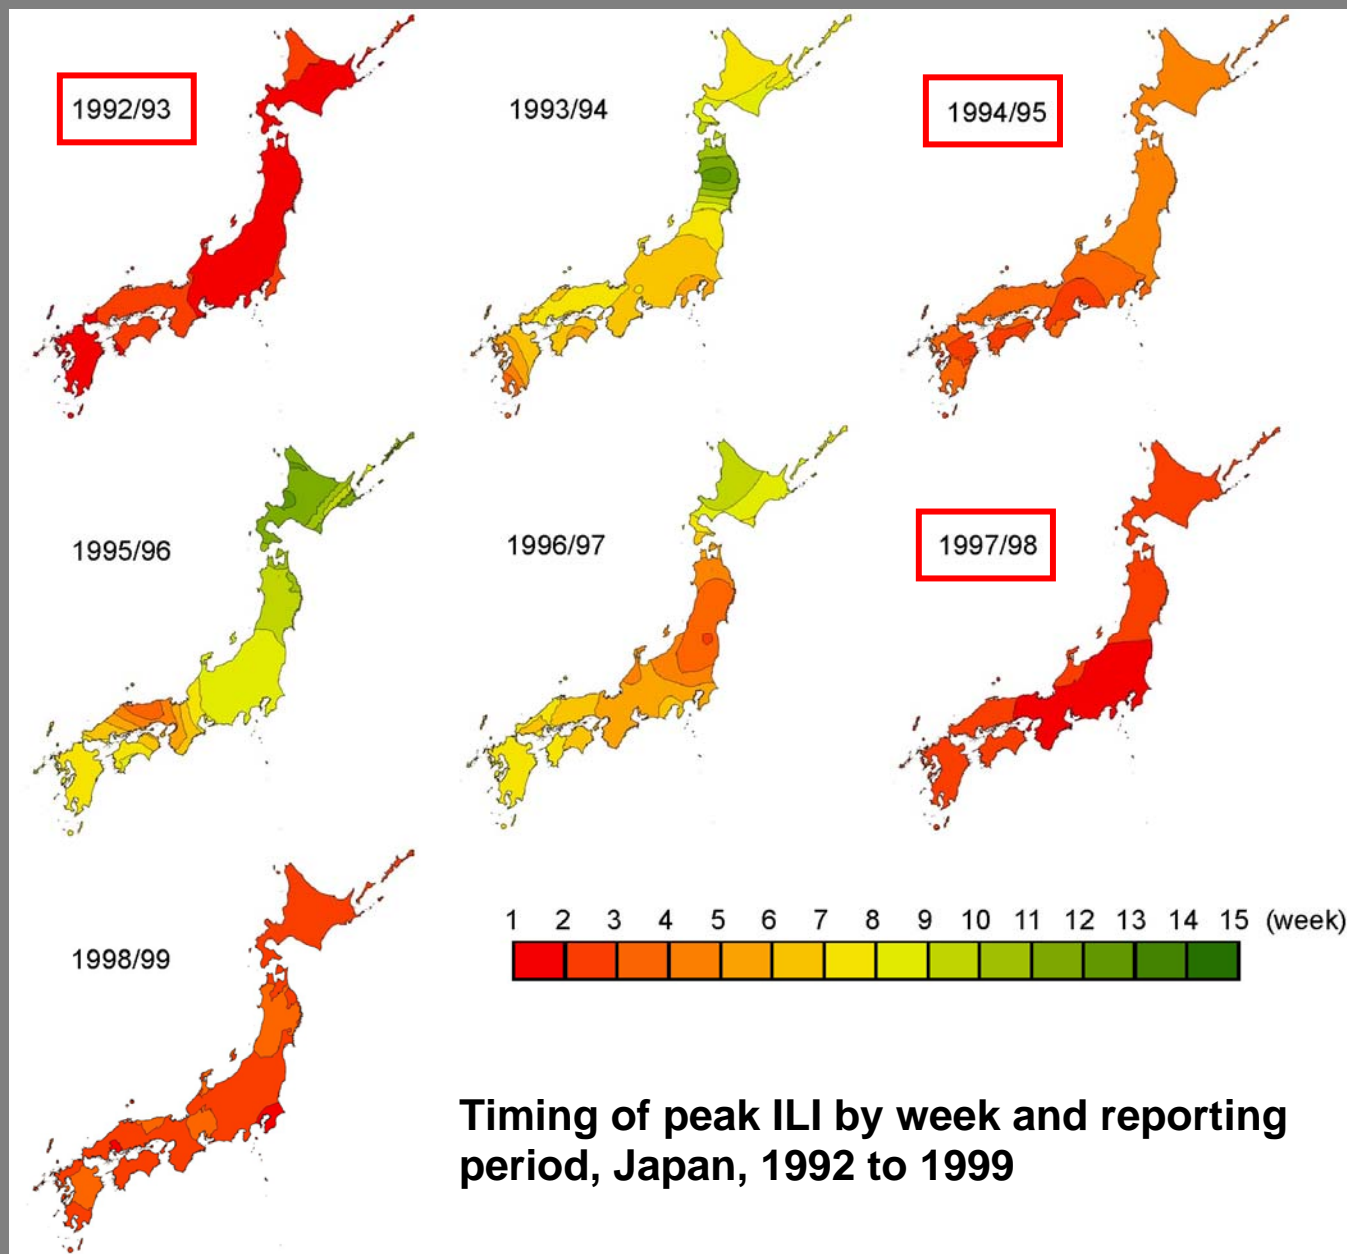 1992/93
1993/94
1994/95
1995/96
1996/97
1997/98
1998/99
1 2 3 4 5 6 7 8 9 10 11 12 13 14 15 (week)
Timing of peak ILI by week and reporting
period, Japan, 1992 to 1999